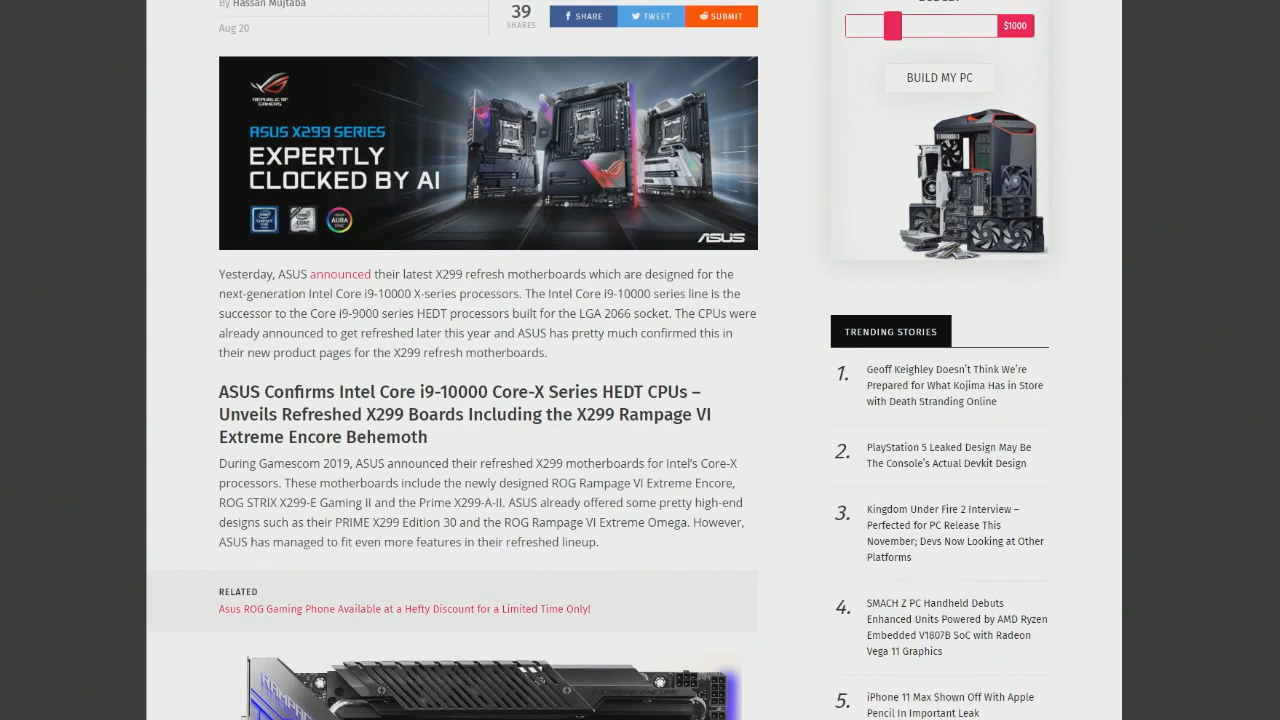 By Hassan Mujtaba
Aug 20
39
SHARES
SHARE
TWEET
SUBMIT
REPUBLIC OF
GAMERS
ASUS X299 SERIES
EXPERTLY
CLOCKED BY AI
ASUS
Yesterday, ASUS announced their latest X299 refresh motherboards which are designed for the
next-generation Intel Core i9-10000 X-series processors. The Intel Core i9-10000 series line is the
successor to the Core i9-9000 series HEDT processors built for the LGA 2066 socket. The CPUs were
already announced to get refreshed later this year and ASUS has pretty much confirmed this in
their new product pages for the X299 refresh motherboards.
ASUS Confirms Intel Core i9-10000 Core-X Series HEDT CPUs –
Unveils Refreshed X299 Boards Including the X299 Rampage VI
Extreme Encore Behemoth
During Gamescom 2019, ASUS announced their refreshed X299 motherboards for Intel's Core-X
processors. These motherboards include the newly designed ROG Rampage VI Extreme Encore,
ROG STRIX X299-E Gaming II and the Prime X299-A-II. ASUS already offered some pretty high-end
designs such as their PRIME X299 Edition 30 and the ROG Rampage VI Extreme Omega. However,
ASUS has managed to fit even more features in their refreshed lineup.
RELATED
Asus ROG Gaming Phone Available at a Hefty Discount for a Limited Time Only!
$1000
BUILD MY PC
TRENDING STORIES
1. Geoff Keighley Doesn't Think We're
Prepared for What Kojima Has in Store
with Death Stranding Online
2. PlayStation 5 Leaked Design May Be
The Console's Actual Devkit Design
3. Kingdom Under Fire 2 Interview –
Perfected for PC Release This
November; Devs Now Looking at Other
Platforms
4. SMACH Z PC Handheld Debuts
Enhanced Units Powered by AMD Ryzen
Embedded V1807B SoC with Radeon
Vega 11 Graphics
5. iPhone 11 Max Shown Off With Apple
Pencil In Important Leak